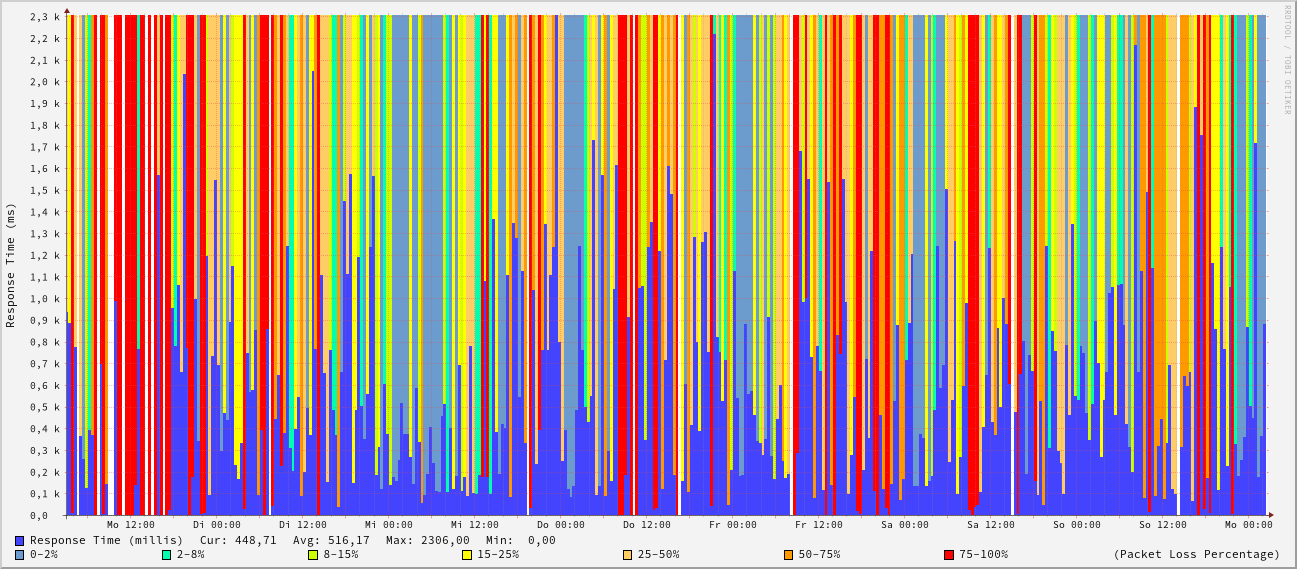 2,3 k
2,2 k
2,1 k
2,0 k
1,9 k
1,8 k
1,7 k
1,6 k
1,5 k
1,4 k
1,3 k
1,2 k
1,1 k
1,0 k
0,9 k
0,8 k
0,7 k
0,6 k
0,5 k
0,4 k
0,3 k
0,2 k
0,1 k
0,0
Response Time (ms)
RRDTOOL / TOBI OETIKER
Mo 12:00 Di 00:00 Di 12:00 Mi 00:00 Mi 12:00 Do 00:00 Do 12:00 Fr 00:00 Fr 12:00 Sa 00:00 Sa 12:00 So 00:00 So 12:00 Mo 00:00
Response Time (millis) Cur: 448,71 Avg: 516,17 Max: 2306,00 Min: 0,00
0-2% 2-8% 8-15% 15-25% 25-50% 50-75% 75-100% (Packet Loss Percentage)